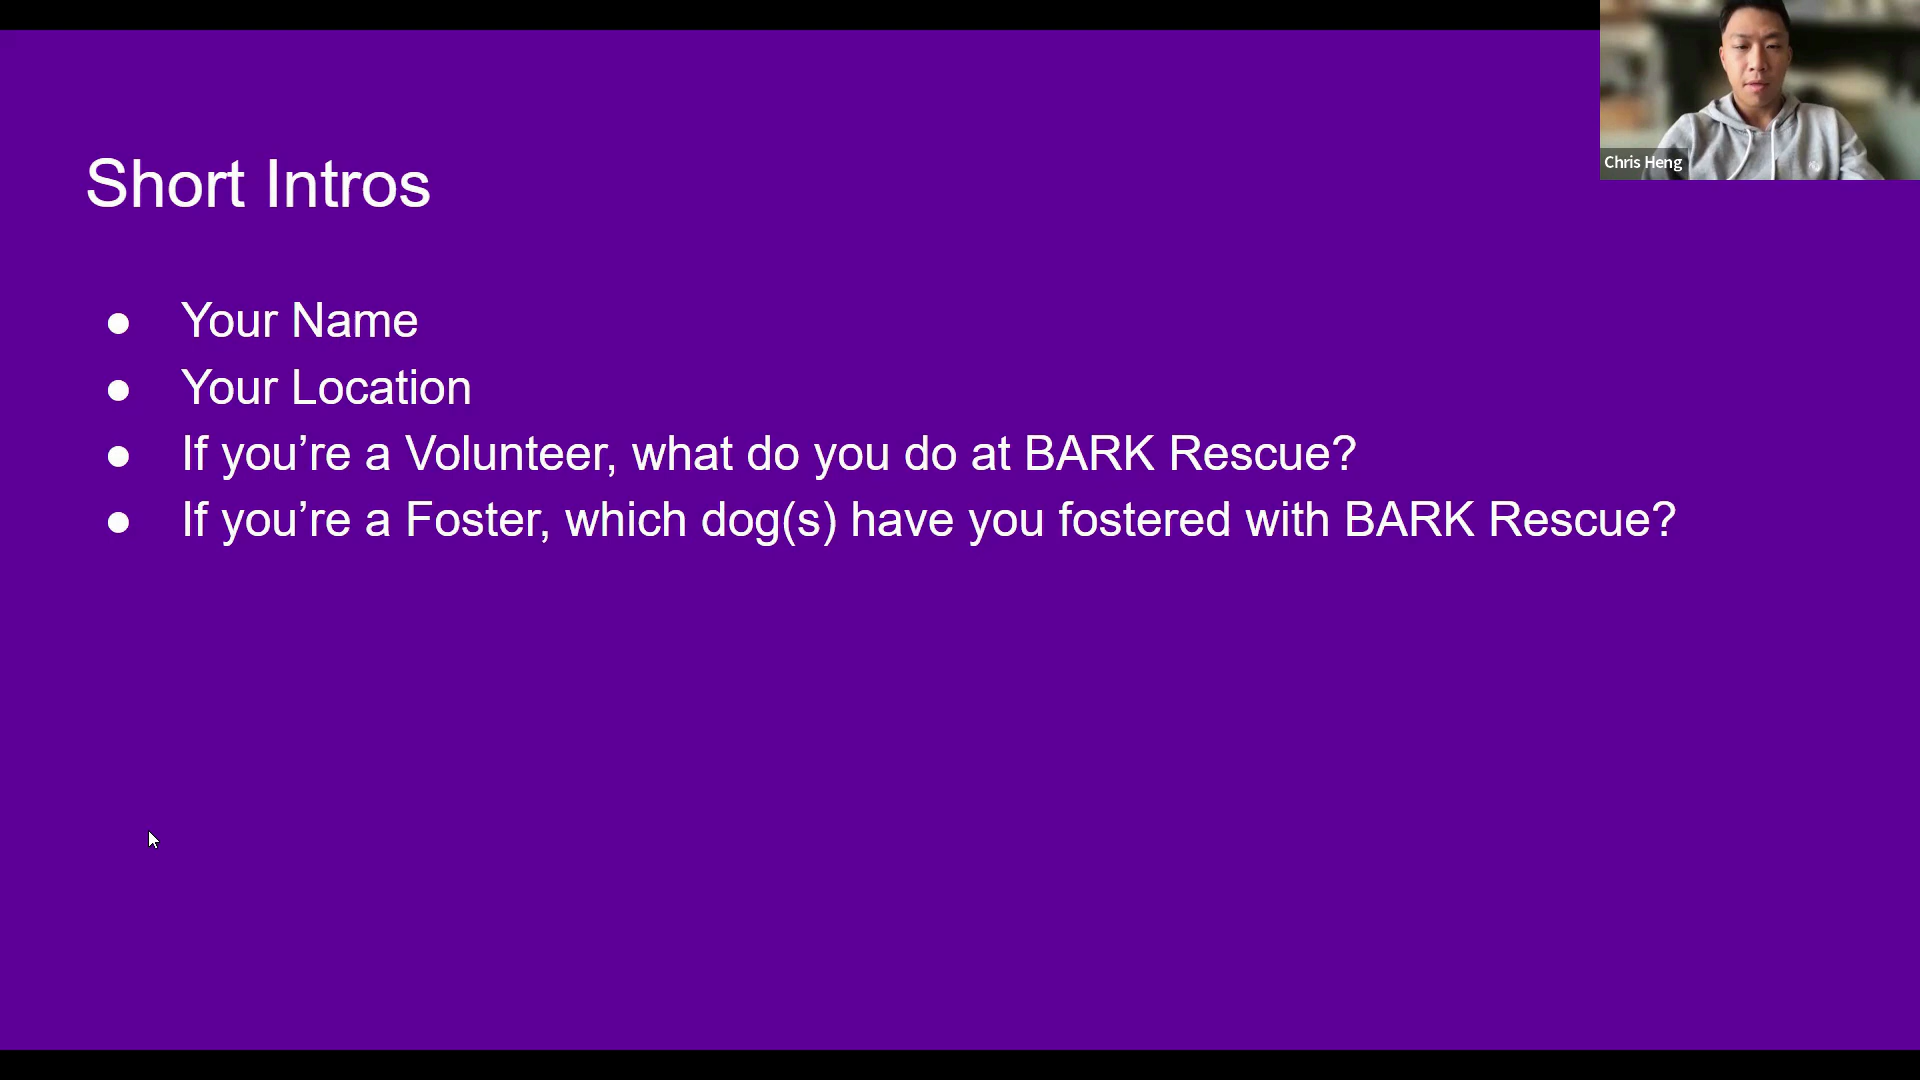 Short Intros
Your Name
Your Location
If you’re a Volunteer, what do you do at BARK Rescue?
If you’re a Foster, which dog(s) have you fostered with BARK Rescue?
Chris Heng